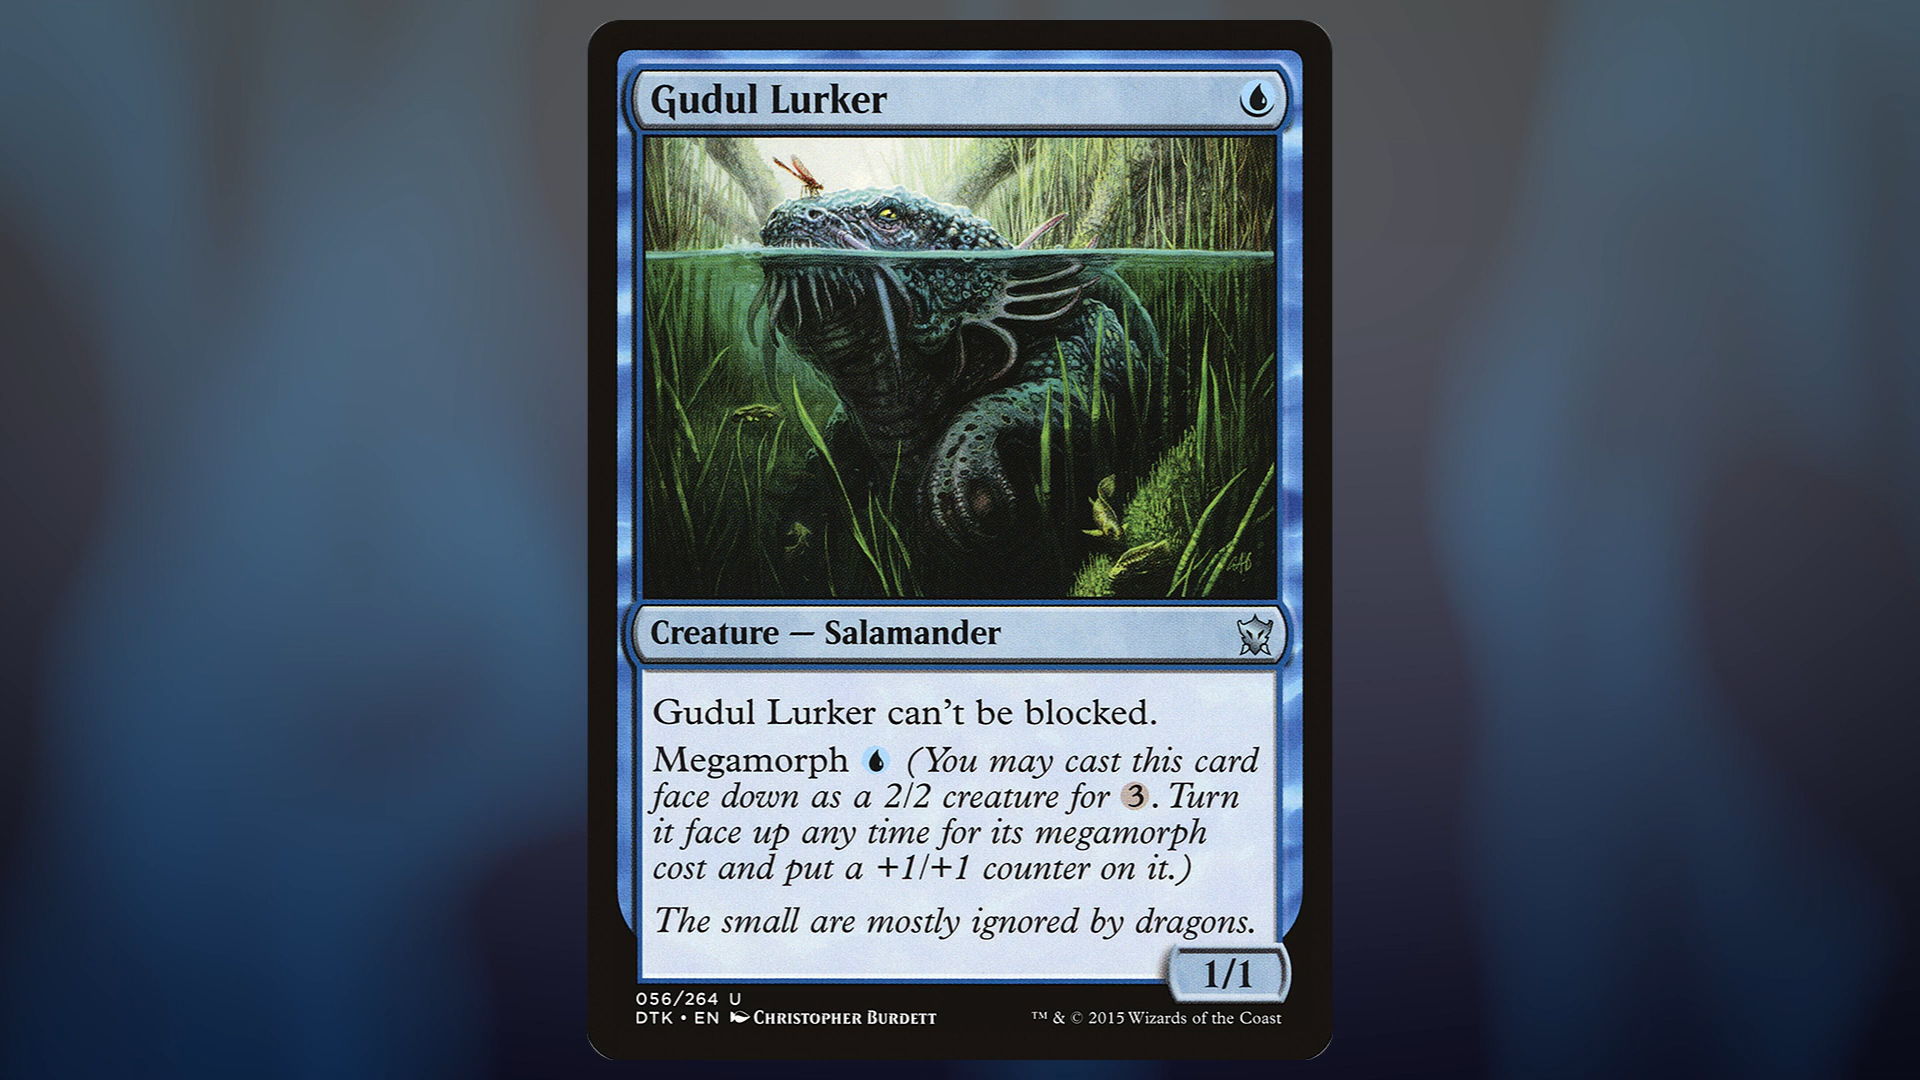 Gudul Lurker
Creature — Salamander
Gudul Lurker can't be blocked.
Megamorph (You may cast this card
face down as a 2/2 creature for 3. Turn
it face up any time for its megamorph
cost and put a +1/+1 counter on it.)
The small are mostly ignored by dragons.
1/1
056/264 U
DTK • EN Christopher Burdett
™ & © 2015 Wizards of the Coast